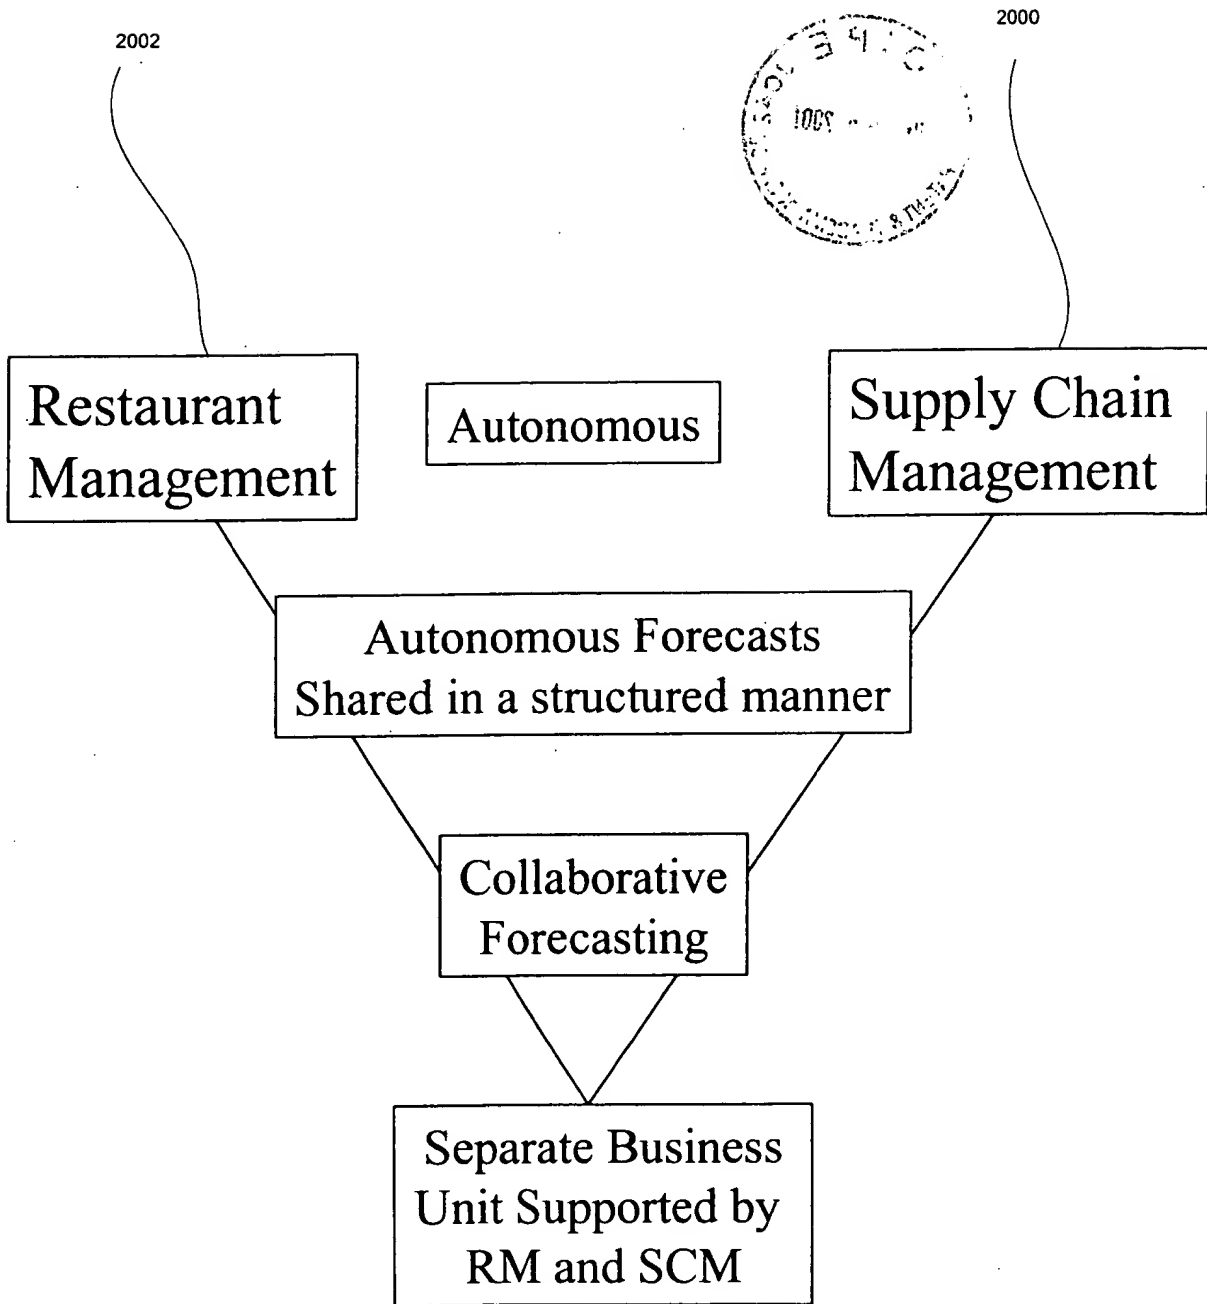 2002
2000
Restaurant
Management
Autonomous
Supply Chain
Management
Autonomous Forecasts
Shared in a structured manner
Collaborative
Forecasting
Separate Business
Unit Supported by
RM and SCM